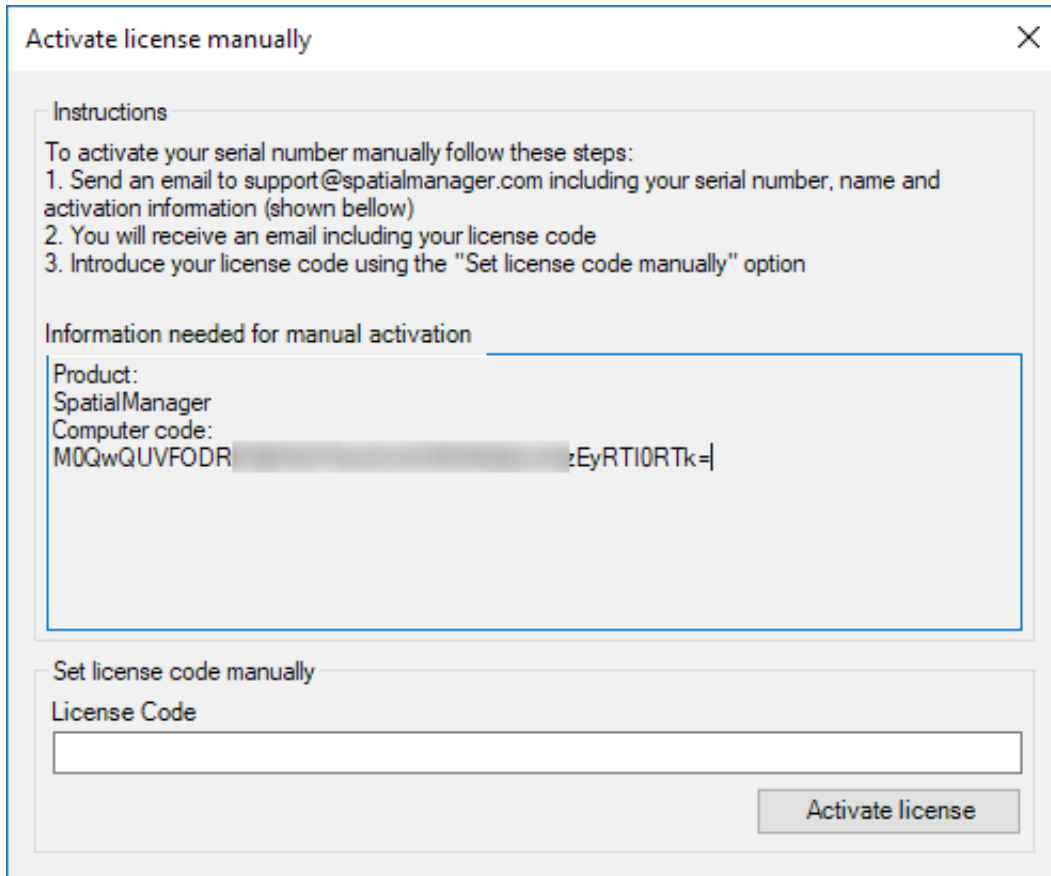 Activate license manually
Instructions
To activate your serial number manually follow these steps:
1. Send an email to support@spatialmanager.com including your serial number, name and
activation information (shown bellow)
2. You will receive an email including your license code
3. Introduce your license code using the "Set license code manually" option
Information needed for manual activation
Product:
SpatialManager
Computer code:
M0QwQUVFODR zEyRTI0RTk=
Set license code manually
License Code
Activate license